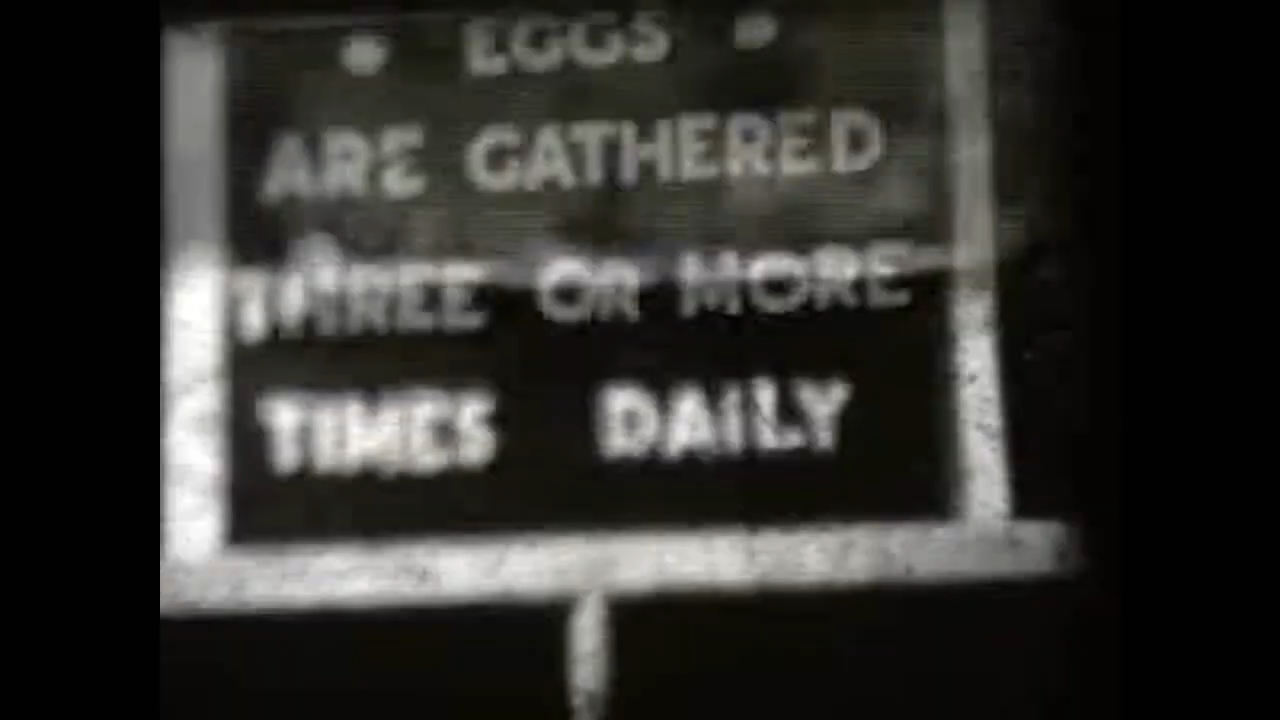 • EGGS •
ARE GATHERED
THREE OR MORE
TIMES DAILY